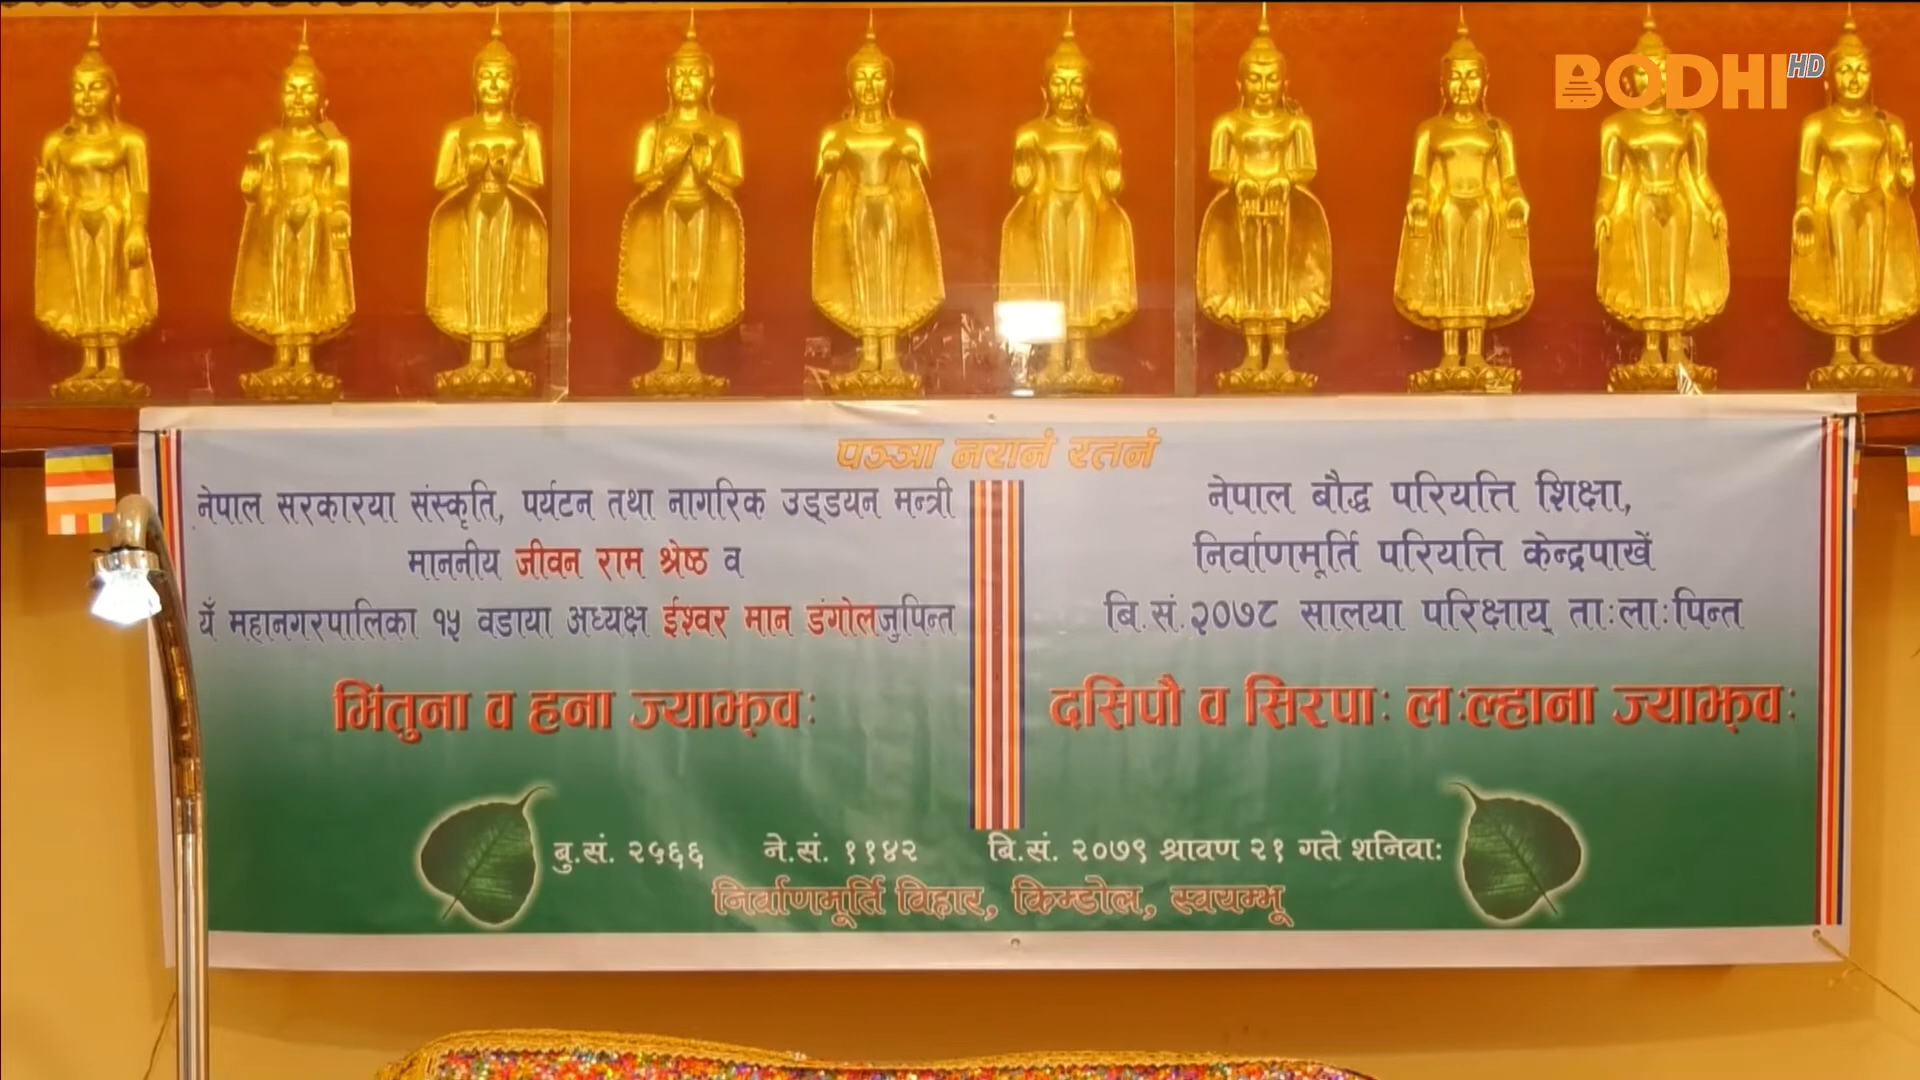 BODHI HD
पञ्ञा नरानं रतनं
नेपाल सरकारया संस्कृति, पर्यटन तथा नागरिक उड्डयन मन्त्री
माननीय जीवन राम श्रेष्ठ व
यें महानगरपालिका १५ वडाया अध्यक्ष ईश्वर मान डंगोलजुपिन्त
भिंतुना व हना ज्याझ्वः
नेपाल बौद्ध परियत्ति शिक्षा,
निर्वाणमूर्ति परियत्ति केन्द्रपाखें
बि.सं.२०७८ सालया परिक्षाय् ताःलाःपिन्त
दसिपौ व सिरपाः लःल्हाना ज्याझ्वः
बु.सं. २५६६ ने.सं. ११४२ बि.सं. २०७९ श्रावण २१ गते शनिवाः
निर्वाणमूर्ति विहार, किम्डोल, स्वयम्भू